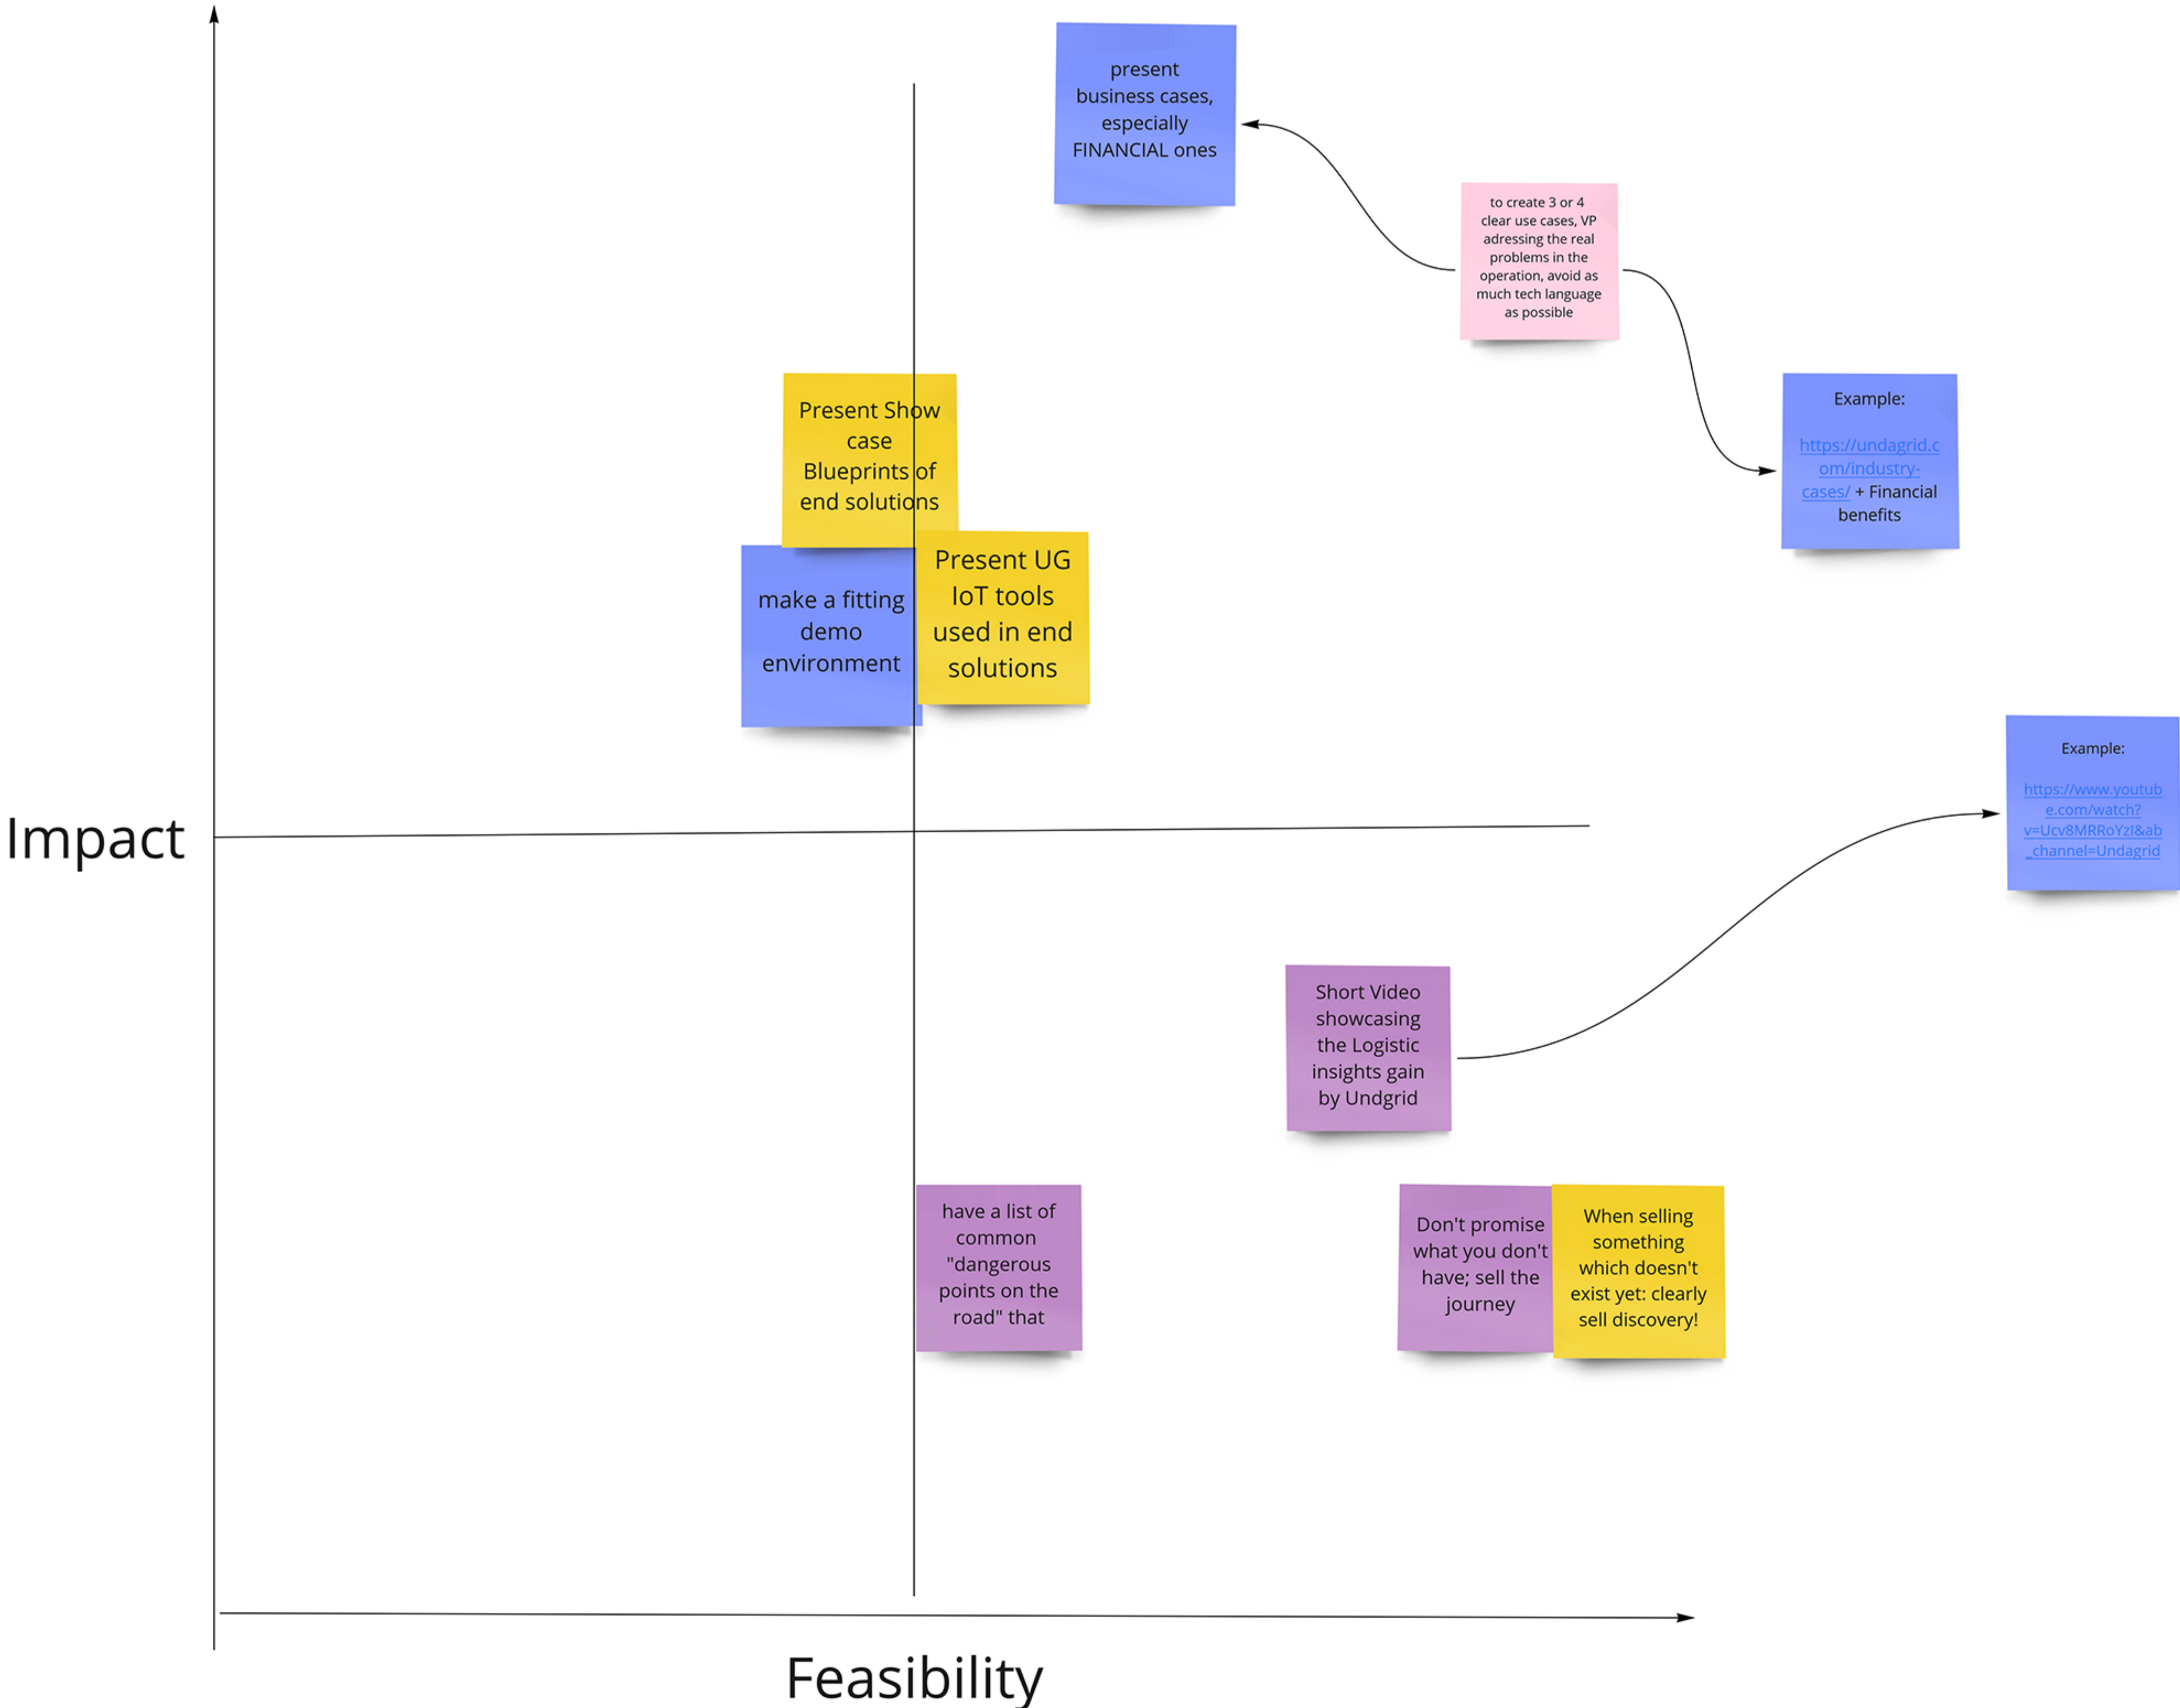 present
business cases,
especially
FINANCIAL ones
to create 3 or 4
clear use cases, VP
adressing the real
problems in the
operation, avoid as
much tech language
as possible
Present Show
case
Blueprints of
end solutions
Example:
https://undagrid.c
om/industry-
cases/ + Financial
benefits
make a fitting
demo
environment
Present UG
IoT tools
used in end
solutions
Example:
https://www.youtub
e.com/watch?
v=Ucv8MRRoYzI&ab
_channel=Undagrid
Impact
Short Video
showcasing
the Logistic
insights gain
by Undgrid
have a list of
common
"dangerous
points on the
road" that
Don't promise
what you don't
have; sell the
journey
When selling
something
which doesn't
exist yet: clearly
sell discovery!
Feasibility